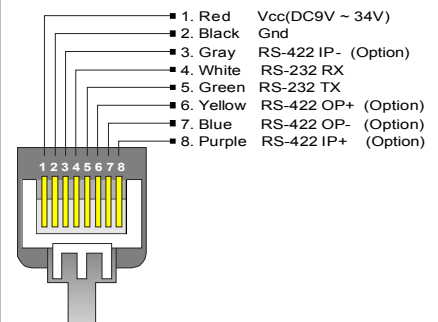 1. Red Vcc(DC9V ~ 34V)
2. Black Gnd
3. Gray RS-422 IP- (Option)
4. White RS-232 RX
5. Green RS-232 TX
6. Yellow RS-422 OP+ (Option)
7. Blue RS-422 OP- (Option)
8. Purple RS-422 IP+ (Option)
1 2 3 4 5 6 7 8